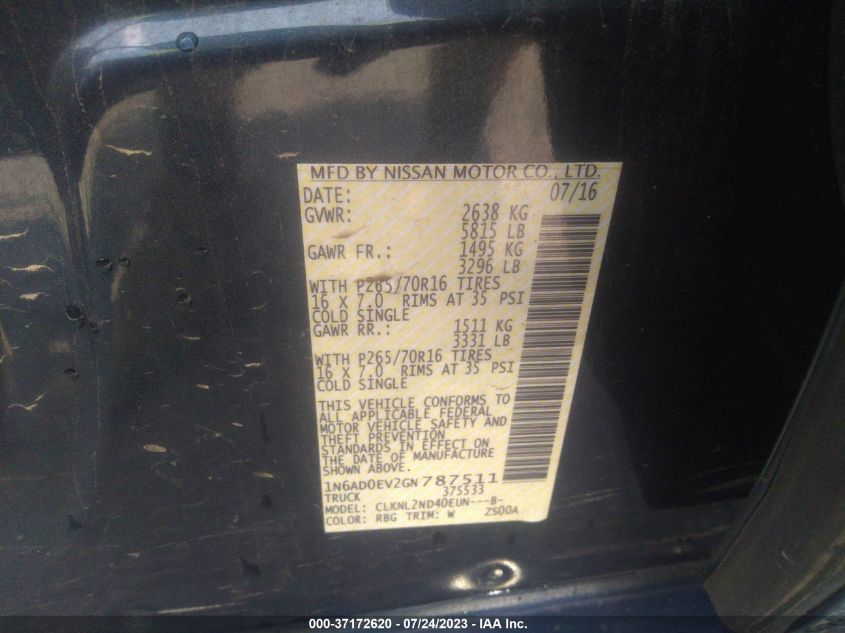 MFD BY NISSAN MOTOR CO., LTD.
DATE: 07/16
GVWR: 2638 KG
5815 LB
GAWR FR.: 1495 KG
3296 LB
WITH P265/70R16 TIRES
16 X 7.0 RIMS AT 35 PSI
COLD SINGLE
GAWR RR.: 1511 KG
3331 LB
WITH P265/70R16 TIRES
16 X 7.0 RIMS AT 35 PSI
COLD SINGLE
THIS VEHICLE CONFORMS TO
ALL APPLICABLE FEDERAL
MOTOR VEHICLE SAFETY AND
THEFT PREVENTION
STANDARDS IN EFFECT ON
THE DATE OF MANUFACTURE
SHOWN ABOVE.
1N6AD0EV2GN787511
TRUCK 375533
MODEL: CLKNL2ND40EUN---B-
COLOR: RBG TRIM: W ZS00A
000-37172620 - 07/24/2023 - IAA Inc.